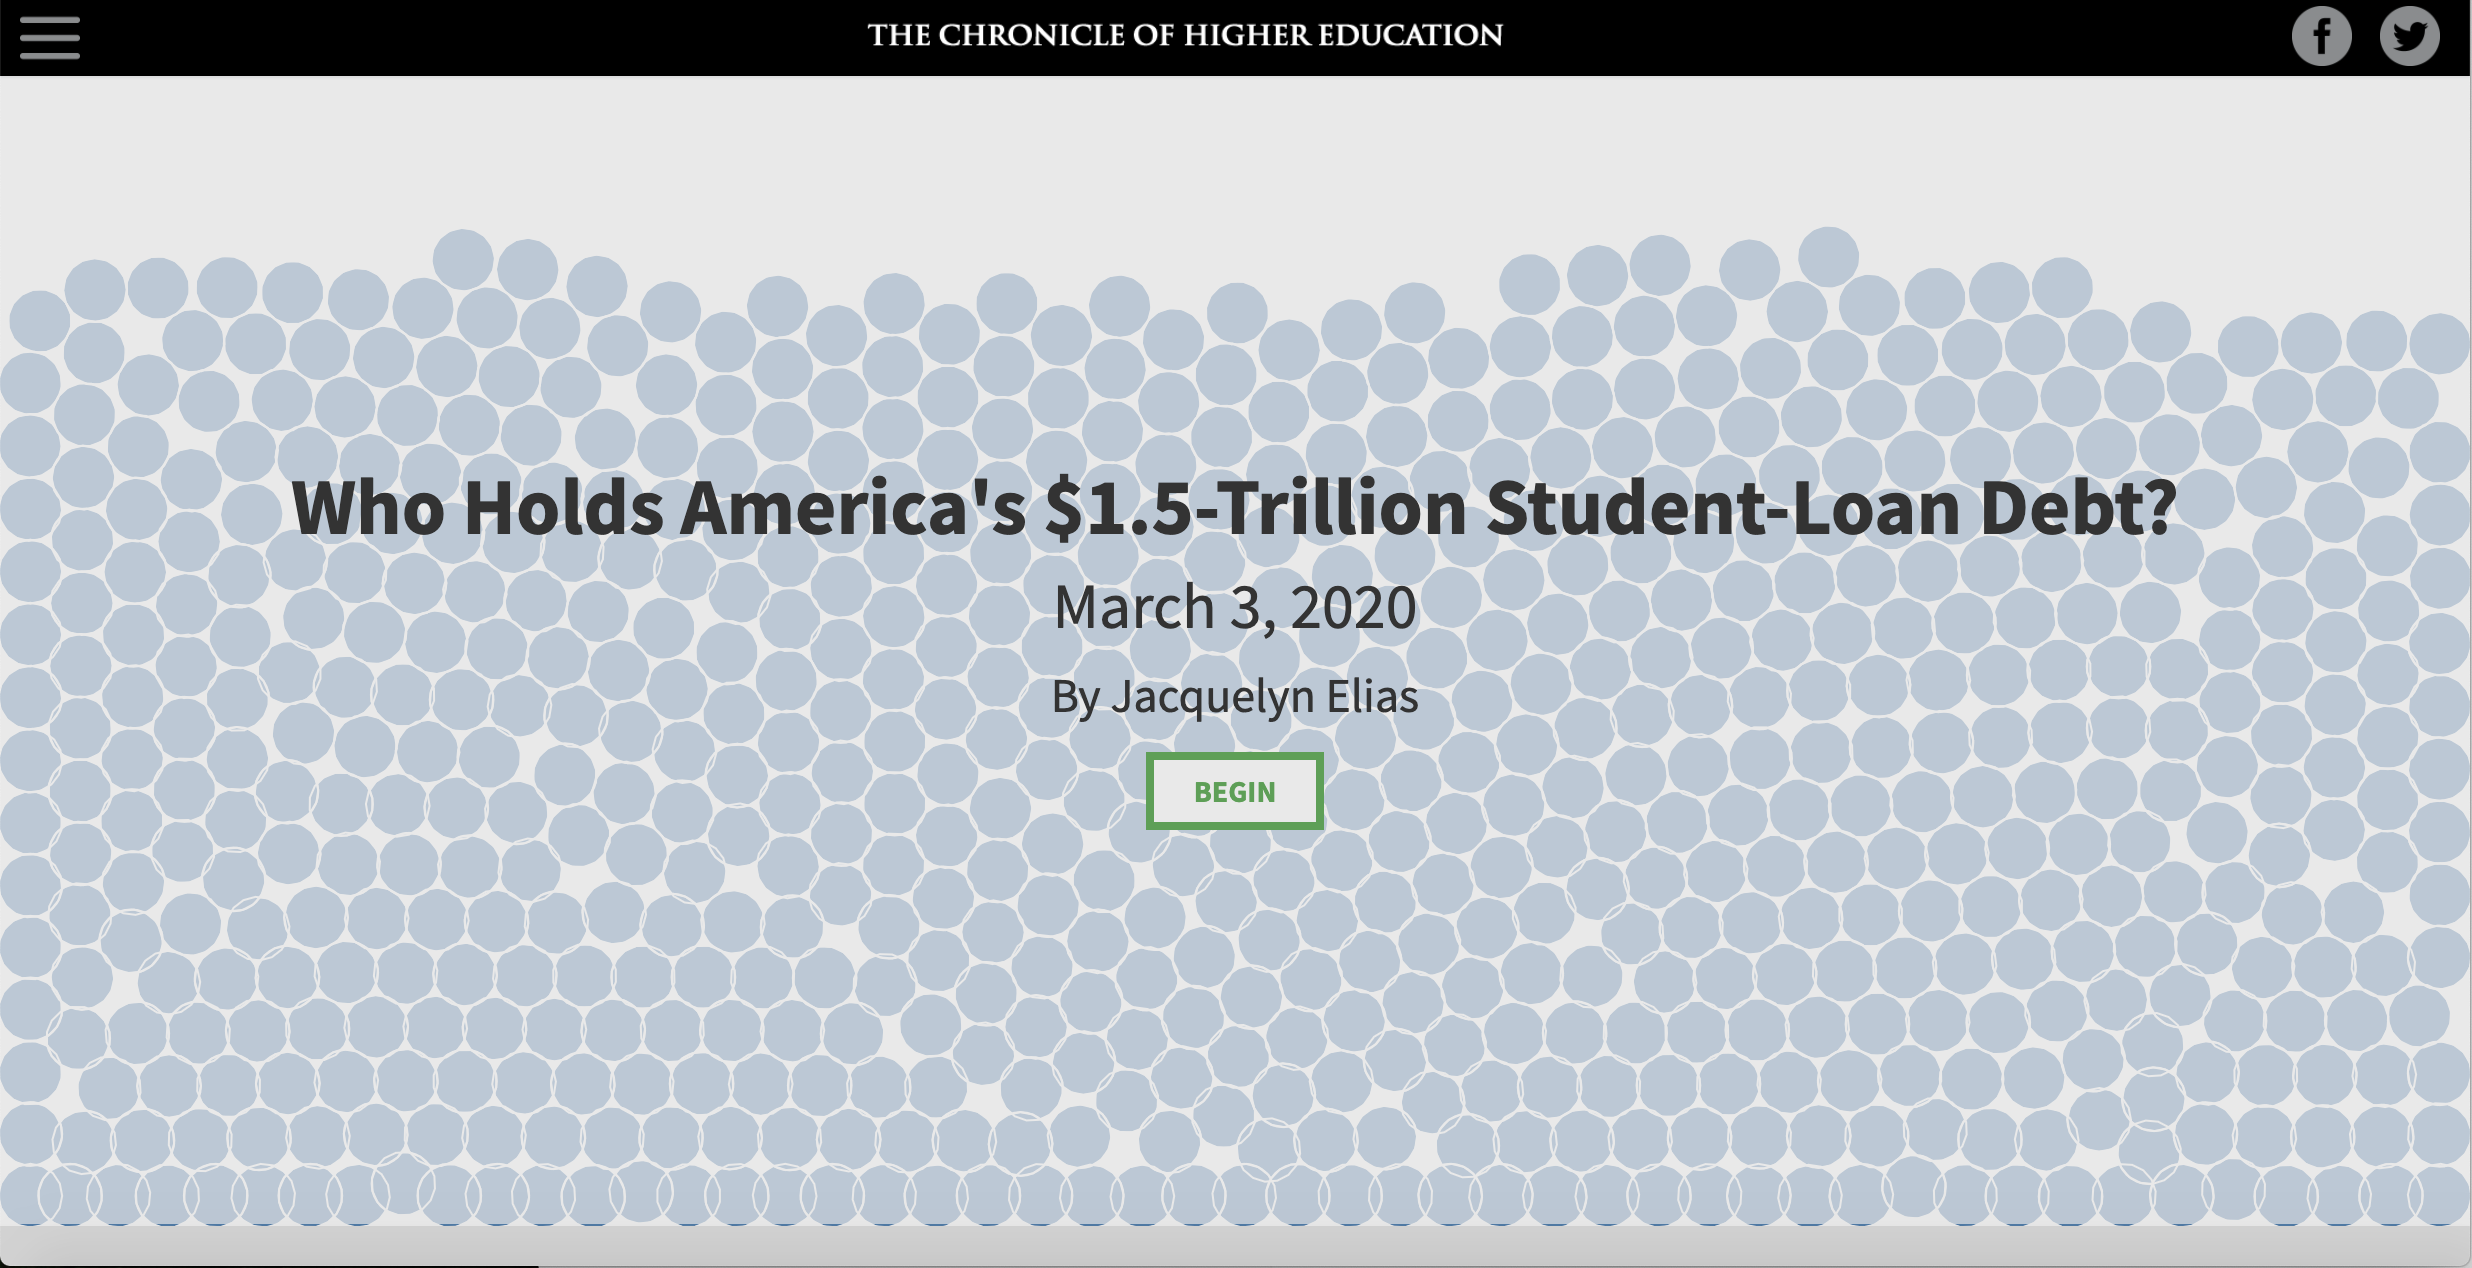 THE CHRONICLE OF HIGHER EDUCATION
Who Holds America's $1.5-Trillion Student-Loan Debt?
March 3, 2020
By Jacquelyn Elias
BEGIN